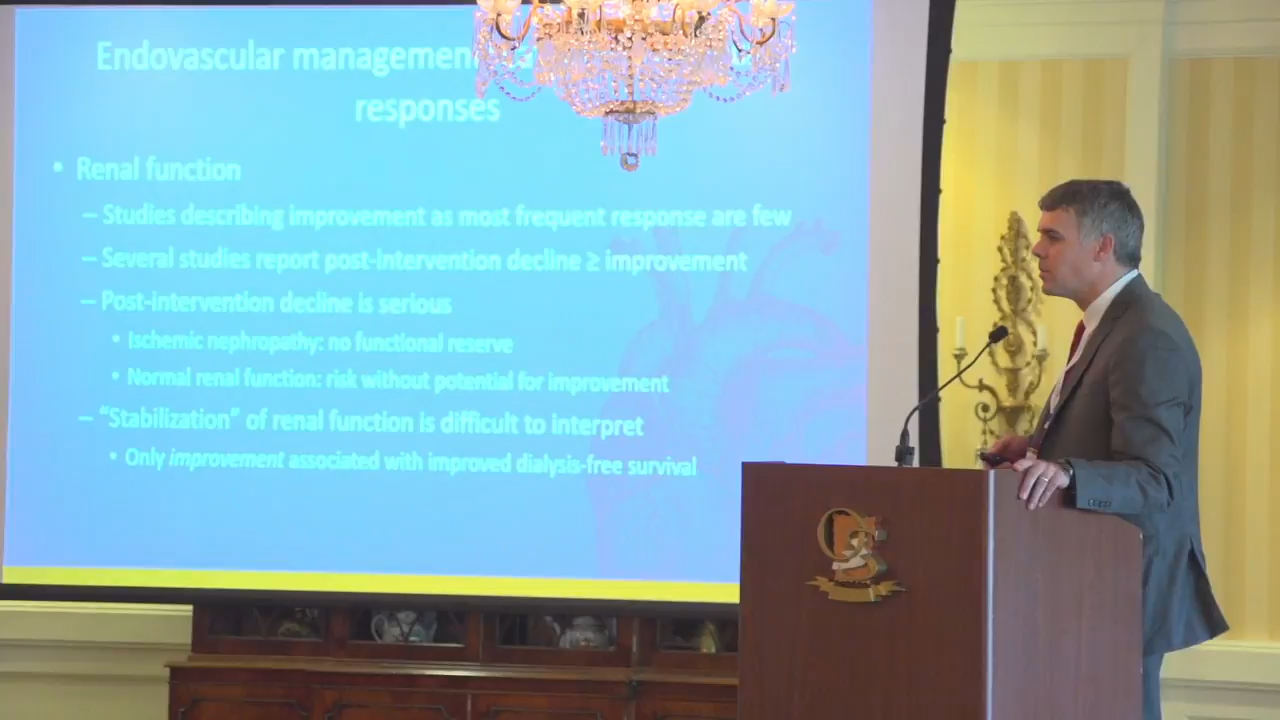 Endovascular management
responses
• Renal function
– Studies describing improvement as most frequent response are few
– Several studies report post-intervention decline ≥ improvement
– Post-intervention decline is serious
• Ischemic nephropathy: no functional reserve
• Normal renal function: risk without potential for improvement
– “Stabilization” of renal function is difficult to interpret
• Only improvement associated with improved dialysis-free survival